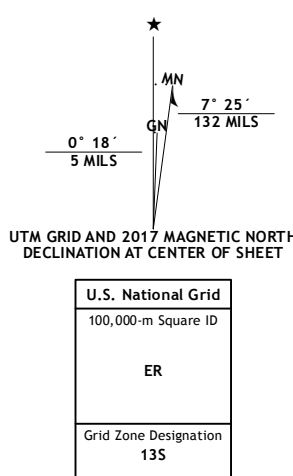 MN
GN
7° 25´
132 MILS
0° 18´
5 MILS
UTM GRID AND 2017 MAGNETIC NORTH
DECLINATION AT CENTER OF SHEET
U.S. National Grid
100,000-m Square ID
ER
Grid Zone Designation
13S